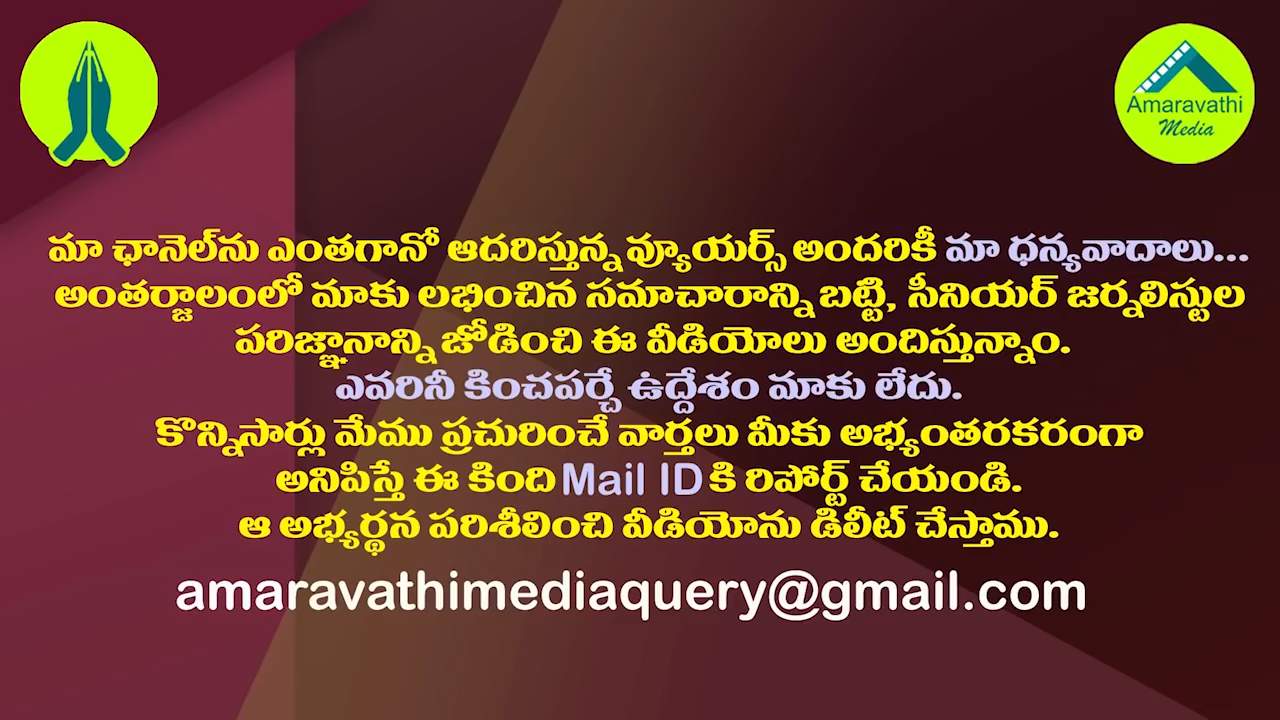 Amaravathi
Media
మా ఛానెల్‌ను ఎంతగానో ఆదరిస్తున్న వ్యూయర్స్ అందరికీ మా ధన్యవాదాలు...
అంతర్జాలంలో మాకు లభించిన సమాచారాన్ని బట్టి, సీనియర్ జర్నలిస్టుల
పరిజ్ఞానాన్ని జోడించి ఈ వీడియోలు అందిస్తున్నాం.
ఎవరినీ కించపర్చే ఉద్దేశం మాకు లేదు.
కొన్నిసార్లు మేము ప్రచురించే వార్తలు మీకు అభ్యంతరకరంగా
అనిపిస్తే ఈ కింది Mail ID కి రిపోర్ట్ చేయండి.
ఆ అభ్యర్థన పరిశీలించి వీడియోను డిలీట్ చేస్తాము.
amaravathimediaquery@gmail.com